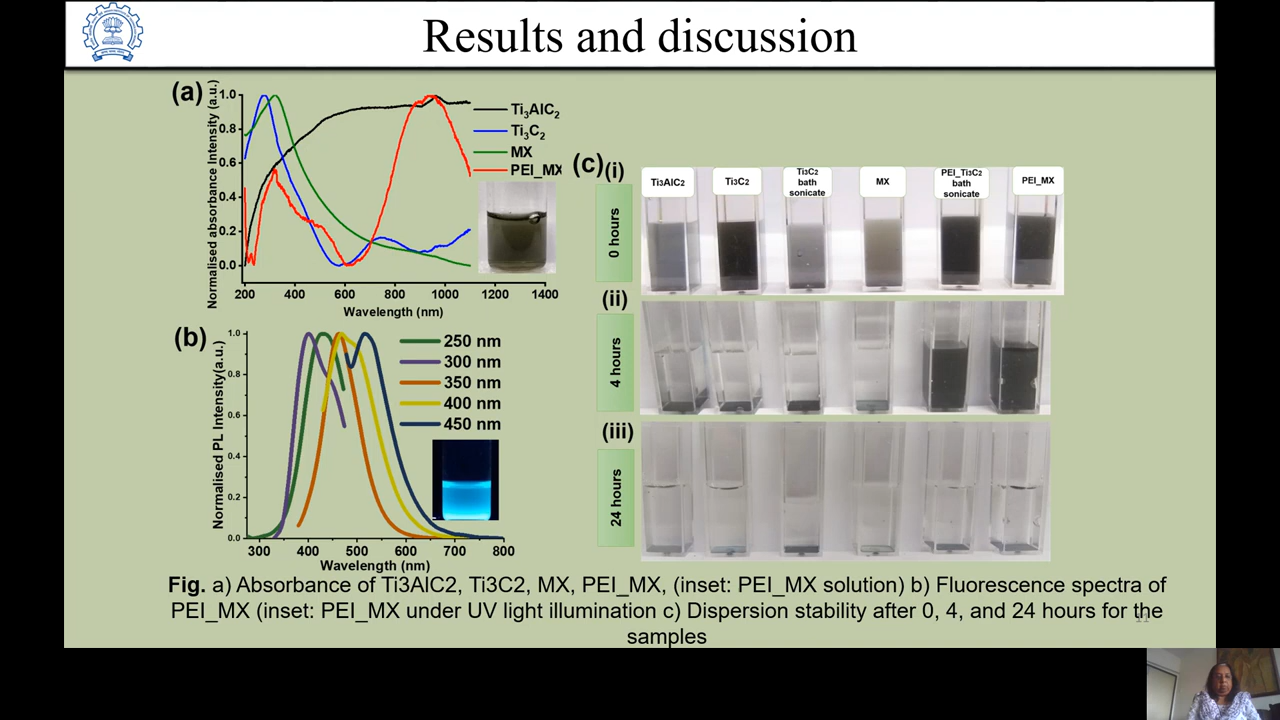 Results and discussion
(a)
Normalised absorbance Intensity (a.u.)
1.0
0.8
0.6
0.4
0.2
0.0
200 400 600 800 1000 1200 1400
Wavelength (nm)
Ti₃AlC₂
Ti₃C₂
MX
PEI_MX
(b)
Normalised PL Intensity(a.u.)
1.0
0.8
0.6
0.4
0.2
0.0
300 400 500 600 700 800
Wavelength (nm)
250 nm
300 nm
350 nm
400 nm
450 nm
(c)
(i)
0 hours
Ti₃AlC₂
Ti₃C₂
Ti₃C₂
bath
sonicate
MX
PEI_Ti₃C₂
bath
sonicate
PEI_MX
(ii)
4 hours
(iii)
24 hours
Fig. a) Absorbance of Ti3AlC2, Ti3C2, MX, PEI_MX, (inset: PEI_MX solution) b) Fluorescence spectra of
PEI_MX (inset: PEI_MX under UV light illumination c) Dispersion stability after 0, 4, and 24 hours for the
samples
11